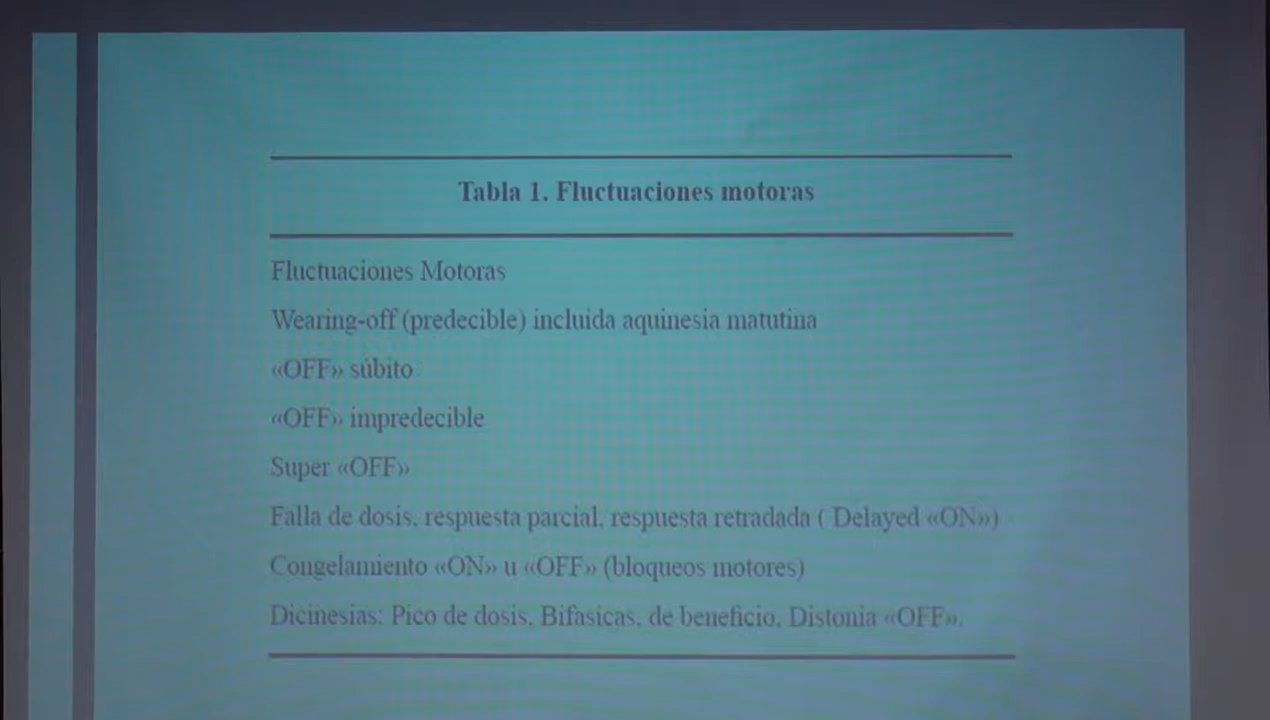 Tabla 1. Fluctuaciones motoras
Fluctuaciones Motoras
Wearing-off (predecible) incluida aquinesia matutina
«OFF» súbito
«OFF» impredecible
Super «OFF»
Falla de dosis, respuesta parcial, respuesta retradada ( Delayed «ON»)
Congelamiento «ON» u «OFF» (bloqueos motores)
Dicinesias: Pico de dosis, Bifasicas, de beneficio, Distonia «OFF».